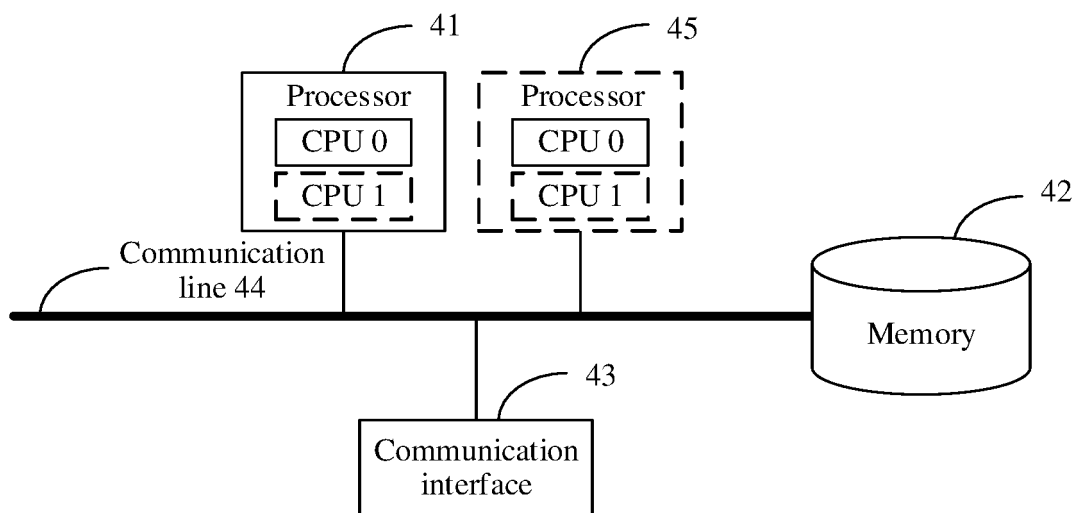 41
45
Processor
CPU 0
CPU 1
Processor
CPU 0
CPU 1
42
Communication
line 44
Memory
43
Communication
interface